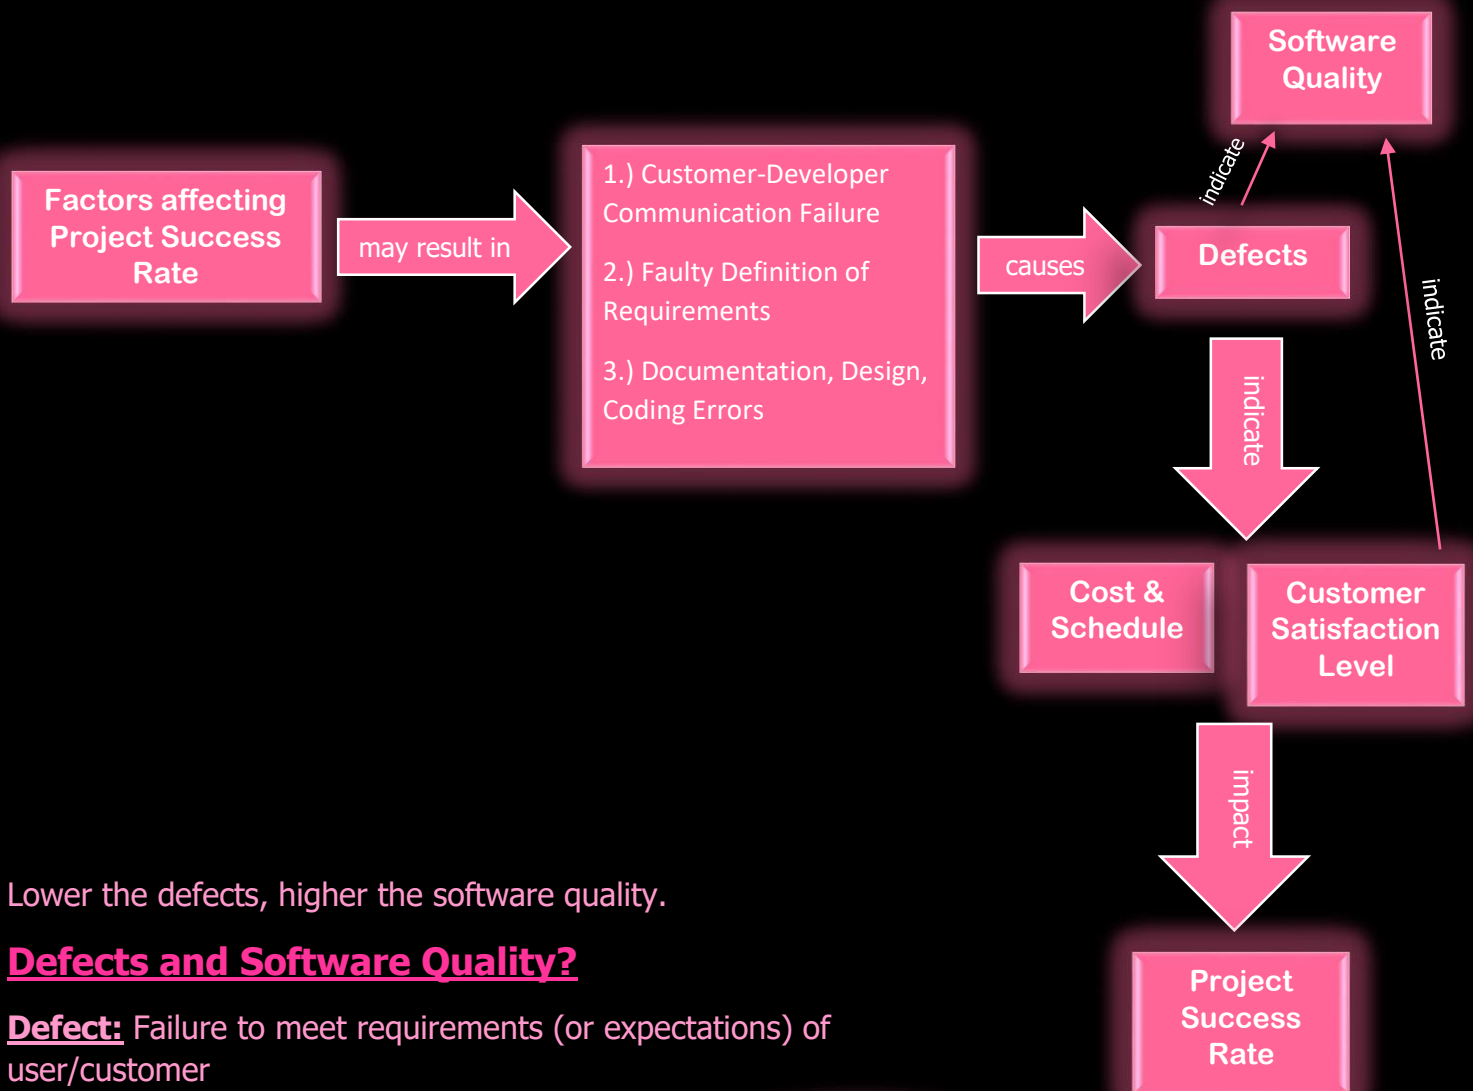 Software
Quality
indicate
Factors affecting
Project Success
Rate
may result in
1.) Customer-Developer
Communication Failure
2.) Faulty Definition of
Requirements
3.) Documentation, Design,
Coding Errors
causes
Defects
indicate
indicate
Cost &
Schedule
Customer
Satisfaction
Level
impact
Lower the defects, higher the software quality.
Defects and Software Quality?
Defect: Failure to meet requirements (or expectations) of
user/customer
Project
Success
Rate